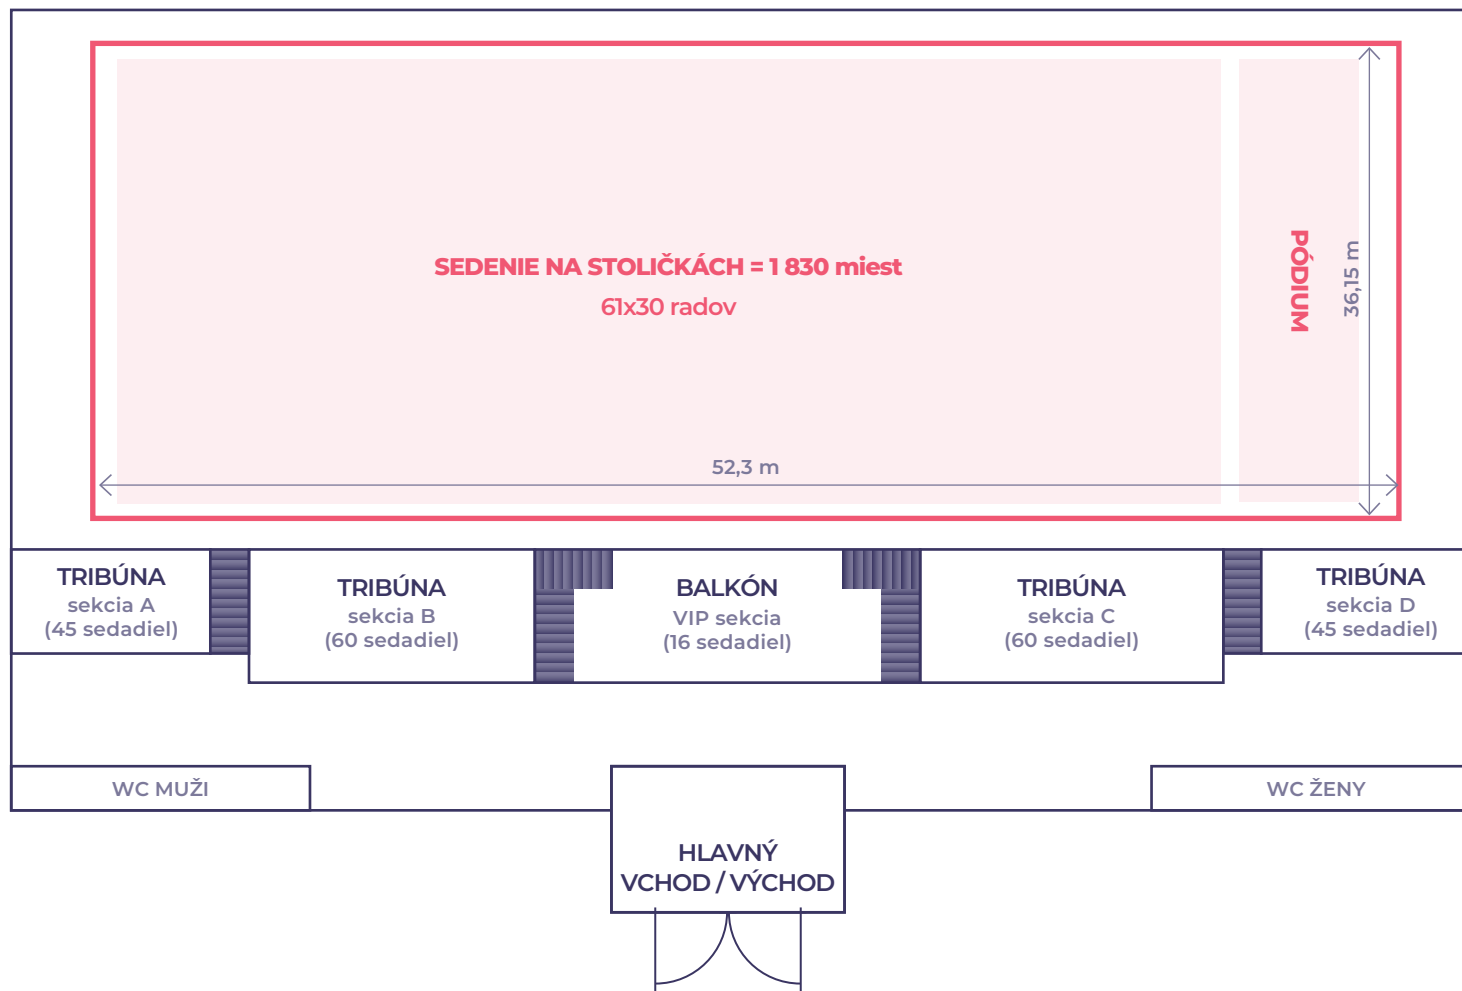 SEDENIE NA STOLIČKÁCH = 1 830 miest
61x30 radov
PÓDIUM
36,15 m
52,3 m
TRIBÚNA
sekcia A
(45 sedadiel)
TRIBÚNA
sekcia B
(60 sedadiel)
BALKÓN
VIP sekcia
(16 sedadiel)
TRIBÚNA
sekcia C
(60 sedadiel)
TRIBÚNA
sekcia D
(45 sedadiel)
WC MUŽI
WC ŽENY
HLAVNÝ
VCHOD / VÝCHOD